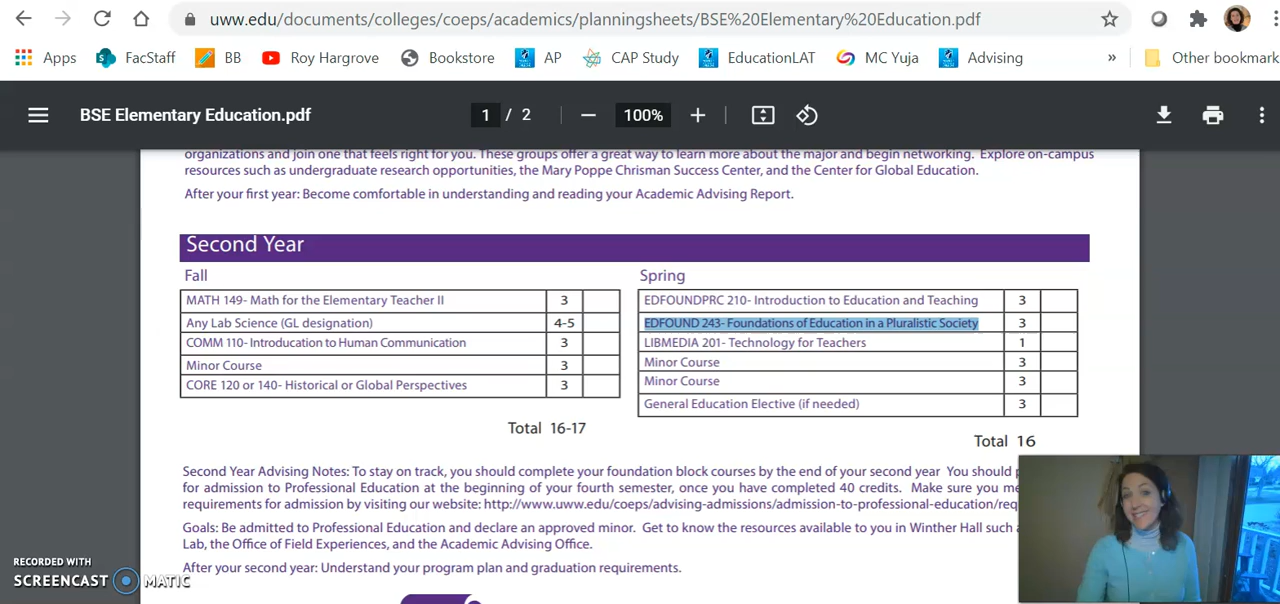 uww.edu/documents/colleges/coeps/academics/planningsheets/BSE%20Elementary%20Education.pdf
Apps FacStaff BB Roy Hargrove Bookstore AP CAP Study EducationLAT MC Yuja Advising » Other bookmark
BSE Elementary Education.pdf 1 / 2 100%
organizations and join one that feels right for you. These groups offer a great way to learn more about the major and begin networking. Explore on-campus
resources such as undergraduate research opportunities, the Mary Poppe Chrisman Success Center, and the Center for Global Education.
After your first year: Become comfortable in understanding and reading your Academic Advising Report.
Second Year
Fall
MATH 149- Math for the Elementary Teacher II 3
Any Lab Science (GL designation) 4-5
COMM 110- Introduction to Human Communication 3
Minor Course 3
CORE 120 or 140- Historical or Global Perspectives 3
Total 16-17
Spring
EDFOUNDPRC 210- Introduction to Education and Teaching 3
EDFOUND 243- Foundations of Education in a Pluralistic Society 3
LIBMEDIA 201- Technology for Teachers 1
Minor Course 3
Minor Course 3
General Education Elective (if needed) 3
Total 16
Second Year Advising Notes: To stay on track, you should complete your foundation block courses by the end of your second year You should p
for admission to Professional Education at the beginning of your fourth semester, once you have completed 40 credits. Make sure you me
requirements for admission by visiting our website: http://www.uww.edu/coeps/advising-admissions/admission-to-professional-education/req
Goals: Be admitted to Professional Education and declare an approved minor. Get to know the resources available to you in Winther Hall such a
Lab, the Office of Field Experiences, and the Academic Advising Office.
After your second year: Understand your program plan and graduation requirements.
RECORDED WITH
SCREENCAST MATIC